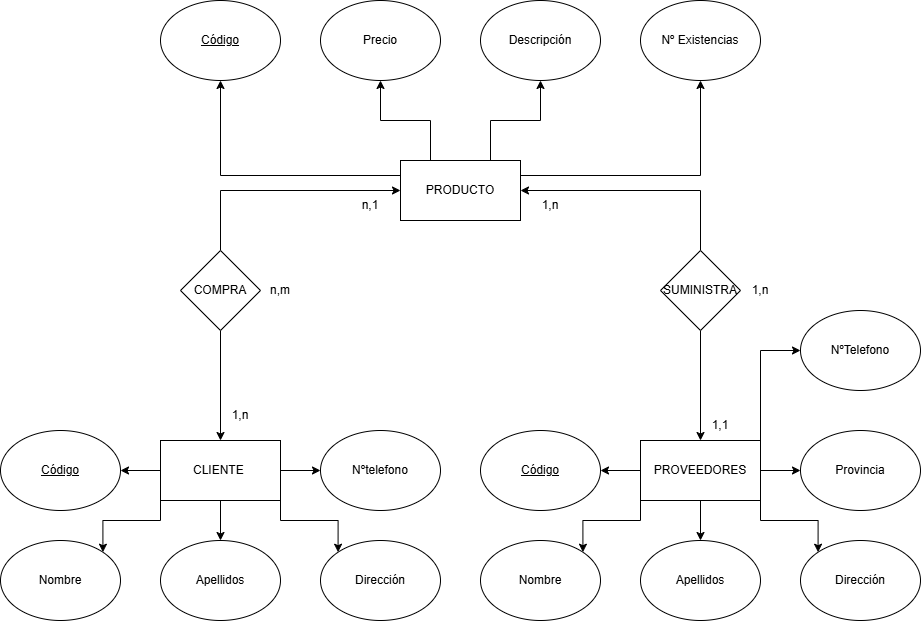 Código
Precio
Descripción
Nº Existencias
PRODUCTO
n,1
1,n
COMPRA
n,m
SUMINISTRA
1,n
NºTelefono
1,n
1,1
Código
CLIENTE
Nºtelefono
Código
PROVEEDORES
Provincia
Nombre
Apellidos
Dirección
Nombre
Apellidos
Dirección